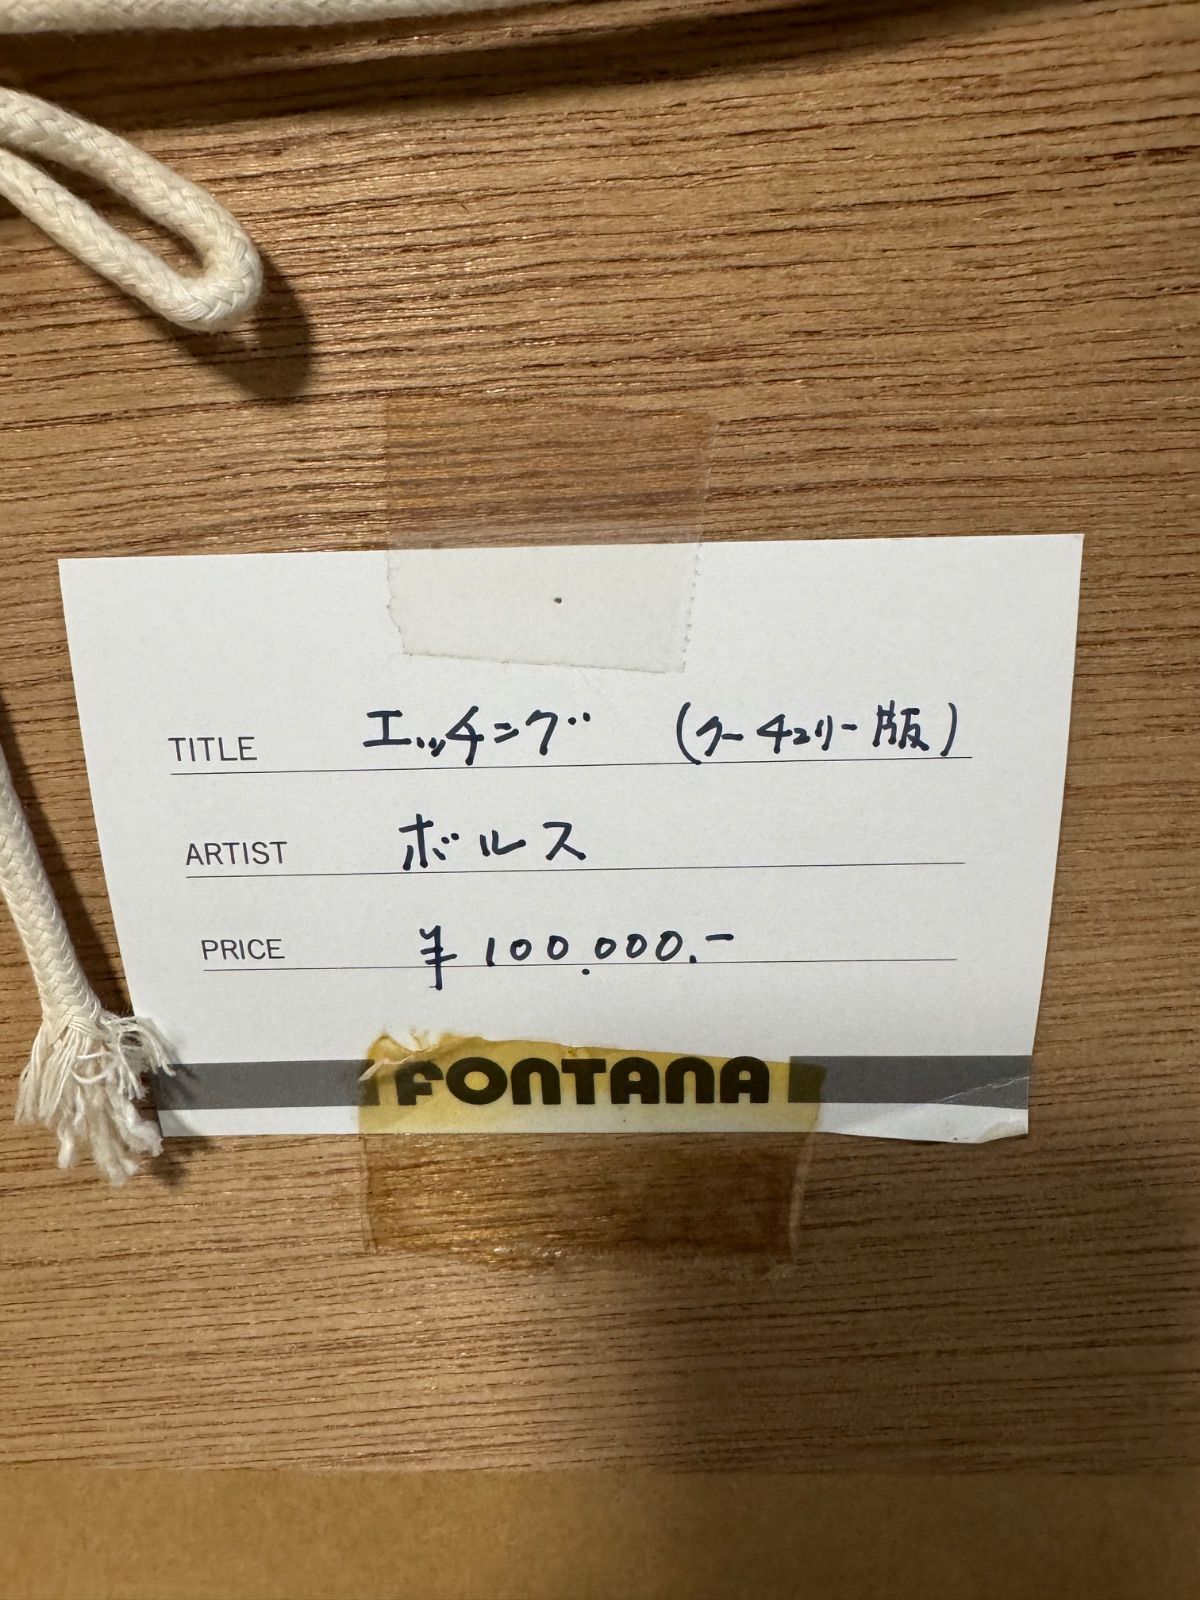 TITLE エッチング (クーチュリー版)
ARTIST ボルス
PRICE ¥100,000.-
FONTANA